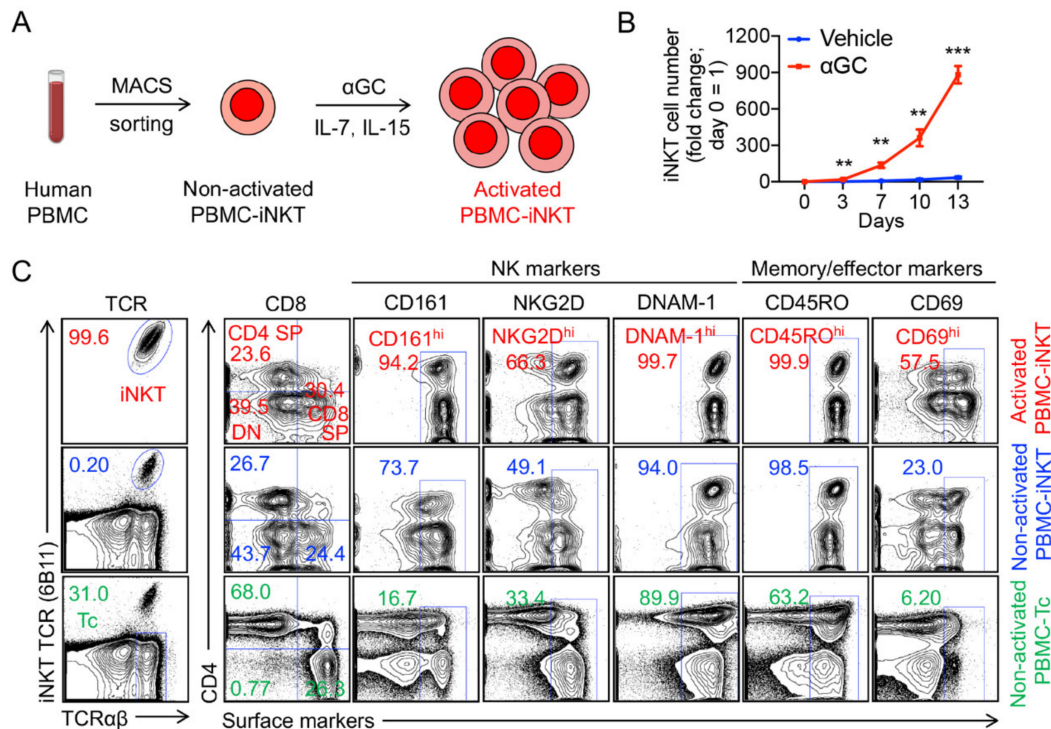 A
MACS
sorting
αGC
IL-7, IL-15
Human
PBMC
Non-activated
PBMC-iNKT
Activated
PBMC-iNKT
B
iNKT cell number
(fold change;
day 0 = 1)
1200
900
600
300
0
Vehicle
αGC
**
**
**
***
0 3 7 10 13
Days
C
NK markers
Memory/effector markers
TCR
CD8
CD161
NKG2D
DNAM-1
CD45RO
CD69
99.6
iNKT
CD4 SP
23.6
39.5
DN
30.4
CD8
SP
CD161hi
94.2
NKG2Dhi
66.3
DNAM-1hi
99.7
CD45ROhi
99.9
CD69hi
57.5
Activated
PBMC-iNKT
0.20
26.7
43.7
24.4
73.7
49.1
94.0
98.5
23.0
Non-activated
PBMC-iNKT
31.0
Tc
68.0
0.77
26.3
16.7
33.4
89.9
63.2
6.20
Non-activated
PBMC-Tc
iNKT TCR (6B11)
CD4
TCRαβ
Surface markers